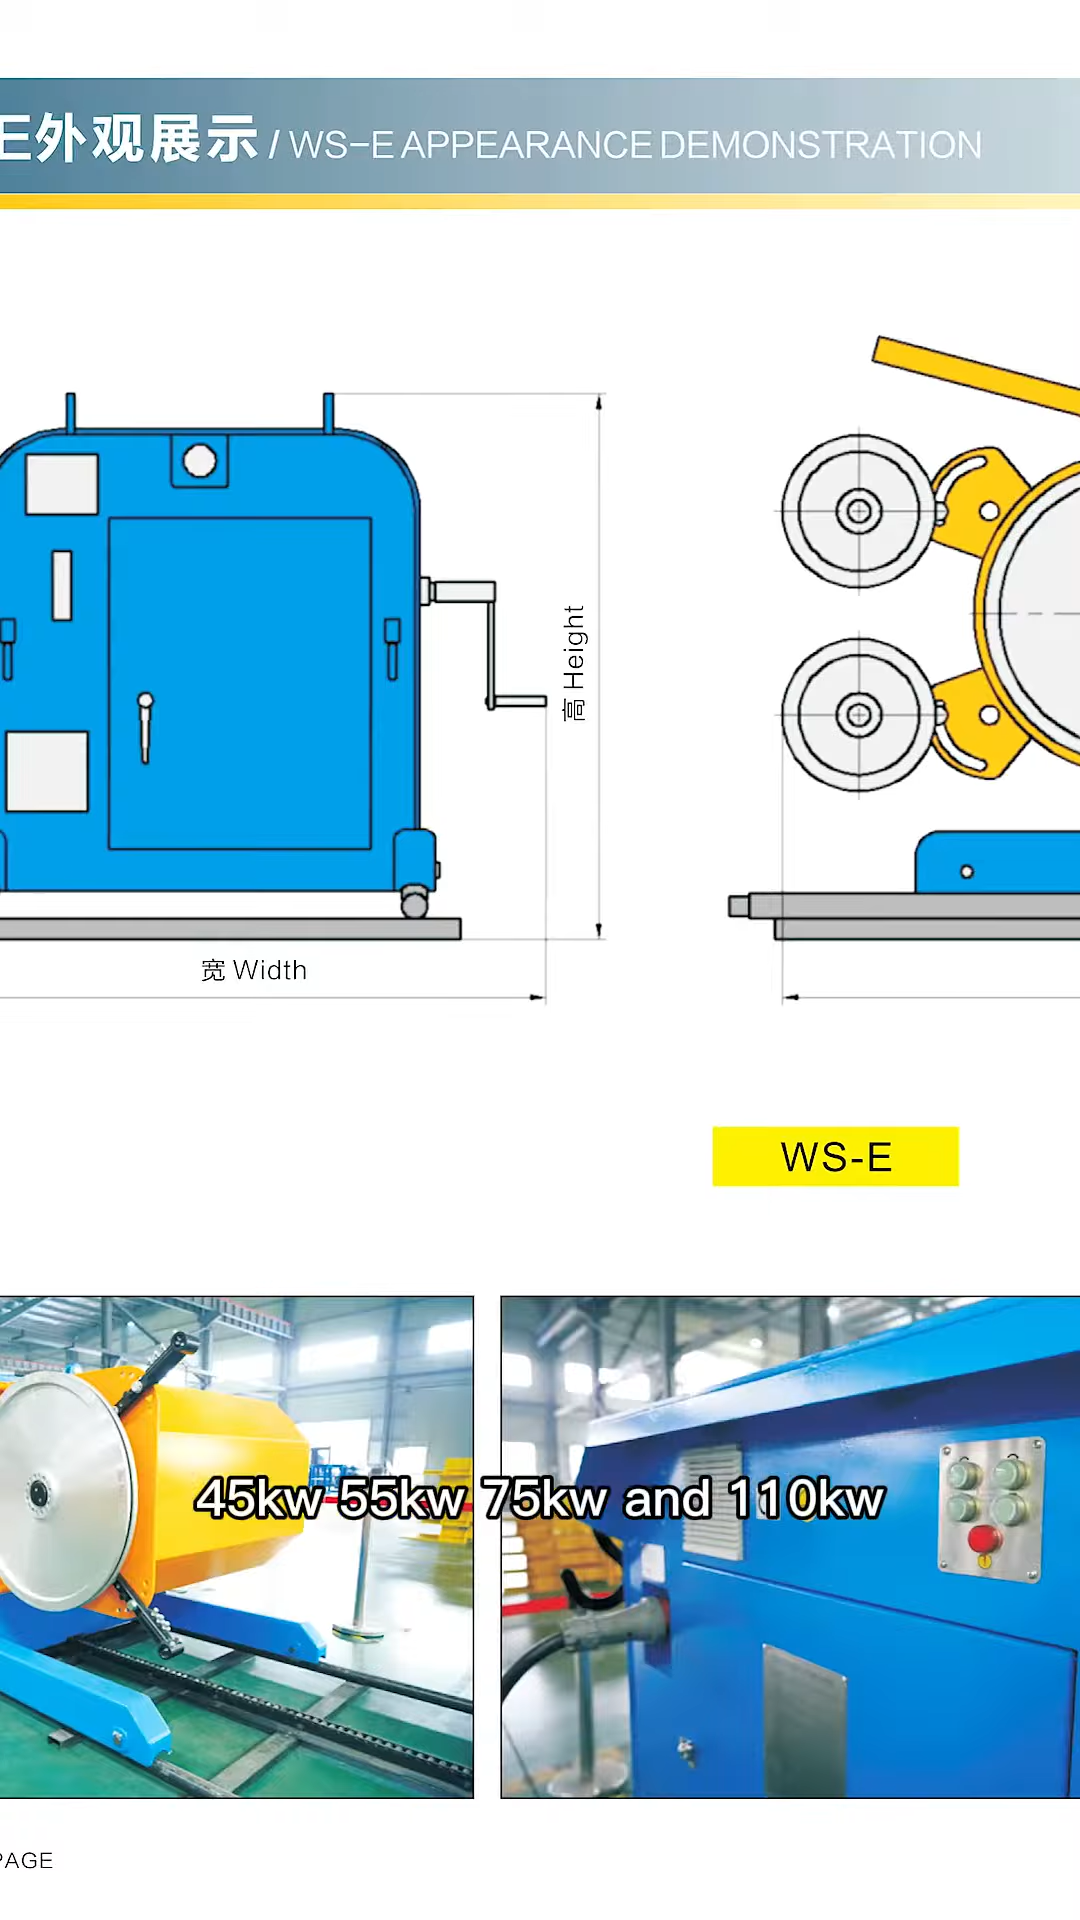 E外观展示 / WS-E APPEARANCE DEMONSTRATION
高 Height
宽 Width
WS-E
45kw 55kw 75kw and 110kw
PAGE